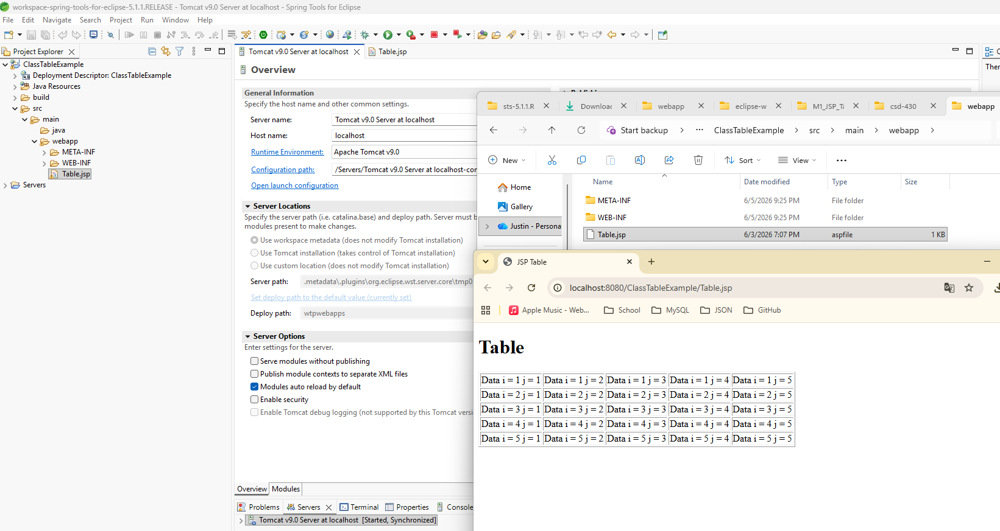 workspace-spring-tools-for-eclipse-5.1.1.RELEASE - Tomcat v9.0 Server at localhost - Spring Tools for Eclipse
File Edit Navigate Search Project Run Window Help
Project Explorer
ClassTableExample
Deployment Descriptor: ClassTableExample
Java Resources
build
src
main
java
webapp
META-INF
WEB-INF
Table.jsp
Servers
Tomcat v9.0 Server at localhost
Table.jsp
Overview
General Information
Specify the host name and other common settings.
Server name: Tomcat v9.0 Server at localhost
Host name: localhost
Runtime Environment: Apache Tomcat v9.0
Configuration path: /Servers/Tomcat v9.0 Server at localhost-cor
Open launch configuration
Server Locations
Specify the server path (i.e. catalina.base) and deploy path. Server must b
modules present to make changes.
Use workspace metadata (does not modify Tomcat installation)
Use Tomcat installation (takes control of Tomcat installation)
Use custom location (does not modify Tomcat installation)
Server path: .metadata\.plugins\org.eclipse.wst.server.core\tmp0
Set deploy path to the default value (currently set)
Deploy path: wtpwebapps
Server Options
Enter settings for the server.
Serve modules without publishing
Publish module contexts to separate XML files
Modules auto reload by default
Enable security
Enable Tomcat debug logging (not supported by this Tomcat versi
Overview Modules
Problems Servers Terminal Properties Console
Tomcat v9.0 Server at localhost [Started, Synchronized]
Ther
sts-5.1.1.R Downloac webapp eclipse-w M1_JSP_Ta csd-430 webapp
Start backup > ... ClassTableExample > src > main > webapp >
New Sort View ...
Home
Gallery
Justin - Persona
Name Date modified Type Size
META-INF 6/5/2026 9:25 PM File folder
WEB-INF 6/5/2026 9:25 PM File folder
Table.jsp 6/3/2026 7:07 PM aspfile 1 KB
JSP Table
localhost:8080/ClassTableExample/Table.jsp
Apple Music - Web... School MySQL JSON GitHub
Table
Data i = 1 j = 1 Data i = 1 j = 2 Data i = 1 j = 3 Data i = 1 j = 4 Data i = 1 j = 5
Data i = 2 j = 1 Data i = 2 j = 2 Data i = 2 j = 3 Data i = 2 j = 4 Data i = 2 j = 5
Data i = 3 j = 1 Data i = 3 j = 2 Data i = 3 j = 3 Data i = 3 j = 4 Data i = 3 j = 5
Data i = 4 j = 1 Data i = 4 j = 2 Data i = 4 j = 3 Data i = 4 j = 4 Data i = 4 j = 5
Data i = 5 j = 1 Data i = 5 j = 2 Data i = 5 j = 3 Data i = 5 j = 4 Data i = 5 j = 5